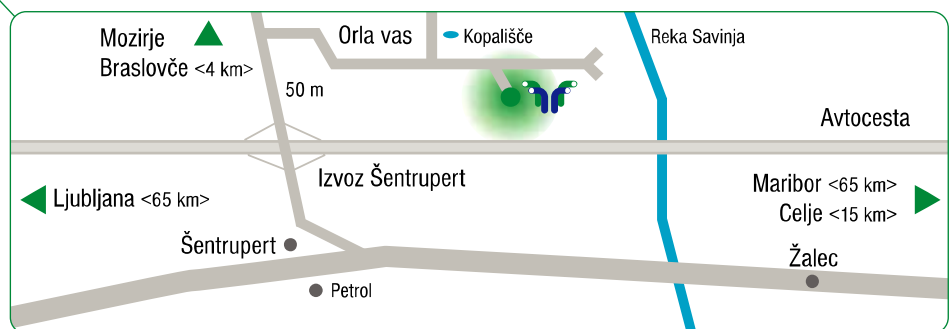 Mozirje
Braslovče <4 km>
Orla vas
Kopališče
Reka Savinja
50 m
Avtocesta
Izvoz Šentrupert
Ljubljana <65 km>
Maribor <65 km>
Celje <15 km>
Šentrupert
Žalec
Petrol